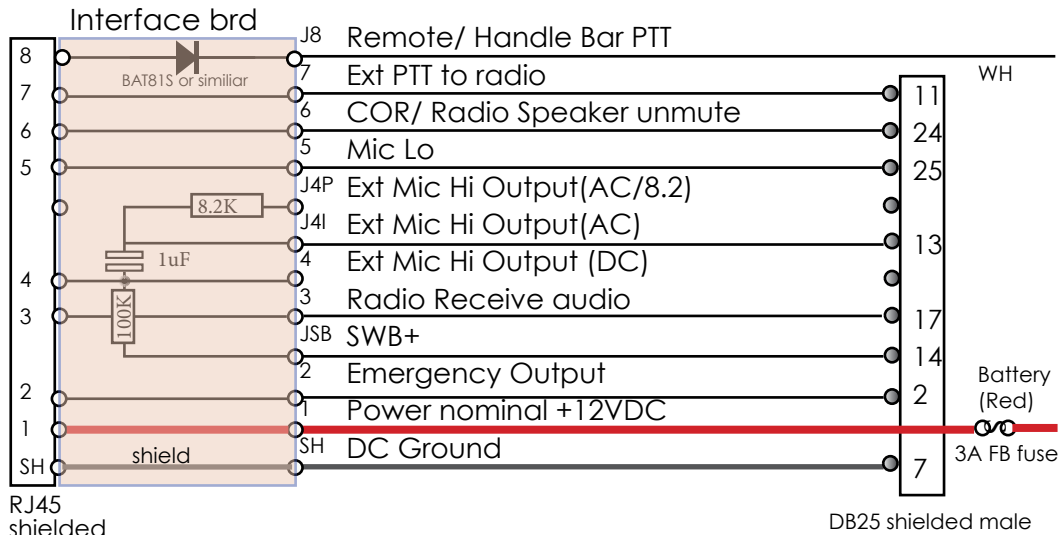 Interface brd
8
BAT81S or similiar
J8
Remote/ Handle Bar PTT
WH
7
7
Ext PTT to radio
11
6
6
COR/ Radio Speaker unmute
24
5
5
Mic Lo
25
8.2K
J4P
Ext Mic Hi Output(AC/8.2)
J4I
Ext Mic Hi Output(AC)
13
1uF
4
4
Ext Mic Hi Output (DC)
3
100K
3
Radio Receive audio
17
JSB
SWB+
14
2
2
Emergency Output
2
Battery
(Red)
1
1
Power nominal +12VDC
3A FB fuse
SH
shield
SH
DC Ground
7
RJ45
shielded
DB25 shielded male